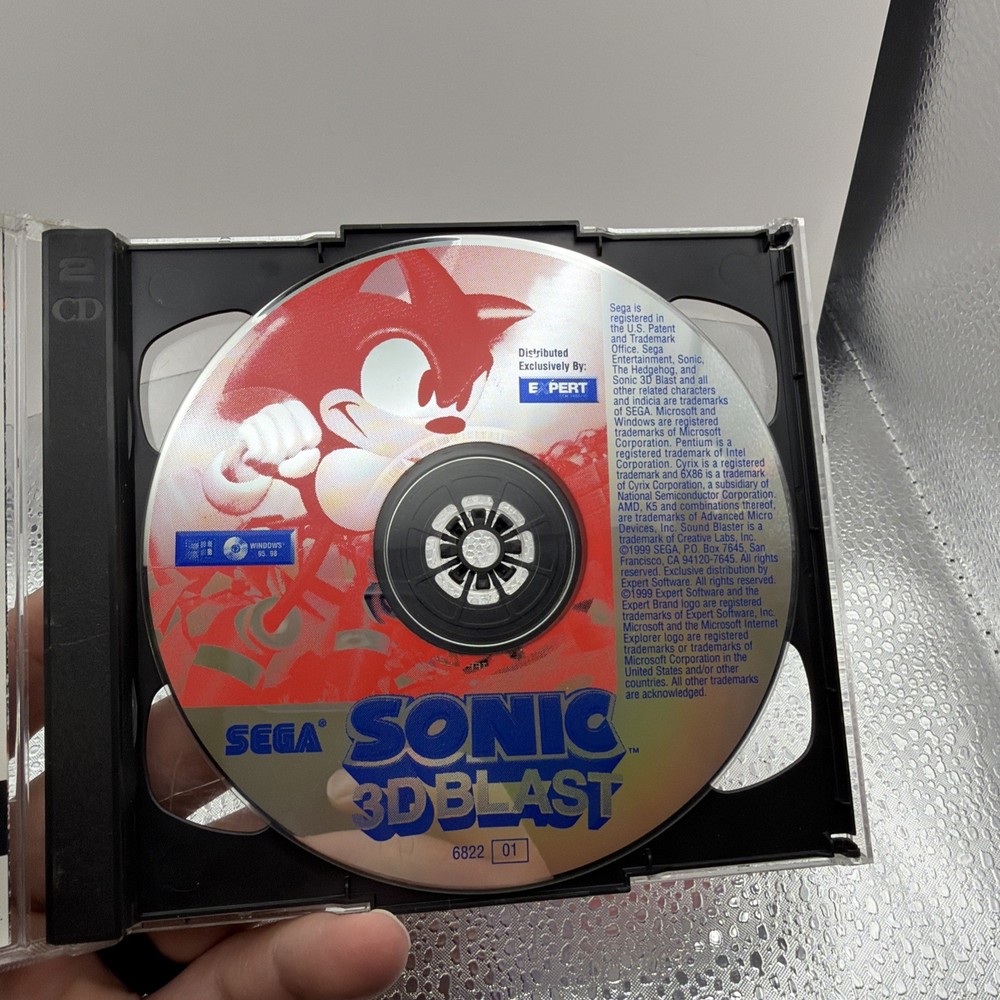 2
CD
Distributed
Exclusively By:
EXPERT
WINDOWS®
95, 98
Sega is
registered in
the U.S. Patent
and Trademark
Office. Sega
Entertainment, Sonic,
The Hedgehog, and
Sonic 3D Blast and all
other related characters
and indicia are trademarks
of SEGA. Microsoft and
Windows are registered
trademarks of Microsoft
Corporation. Pentium is a
registered trademark of Intel
Corporation. Cyrix is a registered
trademark and 6X86 is a trademark
of Cyrix Corporation, a subsidiary of
National Semiconductor Corporation.
AMD, K5 and combinations thereof,
are trademarks of Advanced Micro
Devices, Inc. Sound Blaster is a
trademark of Creative Labs, Inc.
©1999 SEGA, P.O. Box 7645, San
Francisco, CA 94120-7645. All rights
reserved. Exclusive distribution by
Expert Software. All rights reserved.
©1999 Expert Software and the
Expert Brand logo are registered
trademarks of Expert Software, Inc.
Microsoft and the Microsoft Internet
Explorer logo are registered
trademarks or trademarks of
Microsoft Corporation in the
United States and/or other
countries. All other trademarks
are acknowledged.
SEGA®
SONIC™
3D BLAST
6822 01